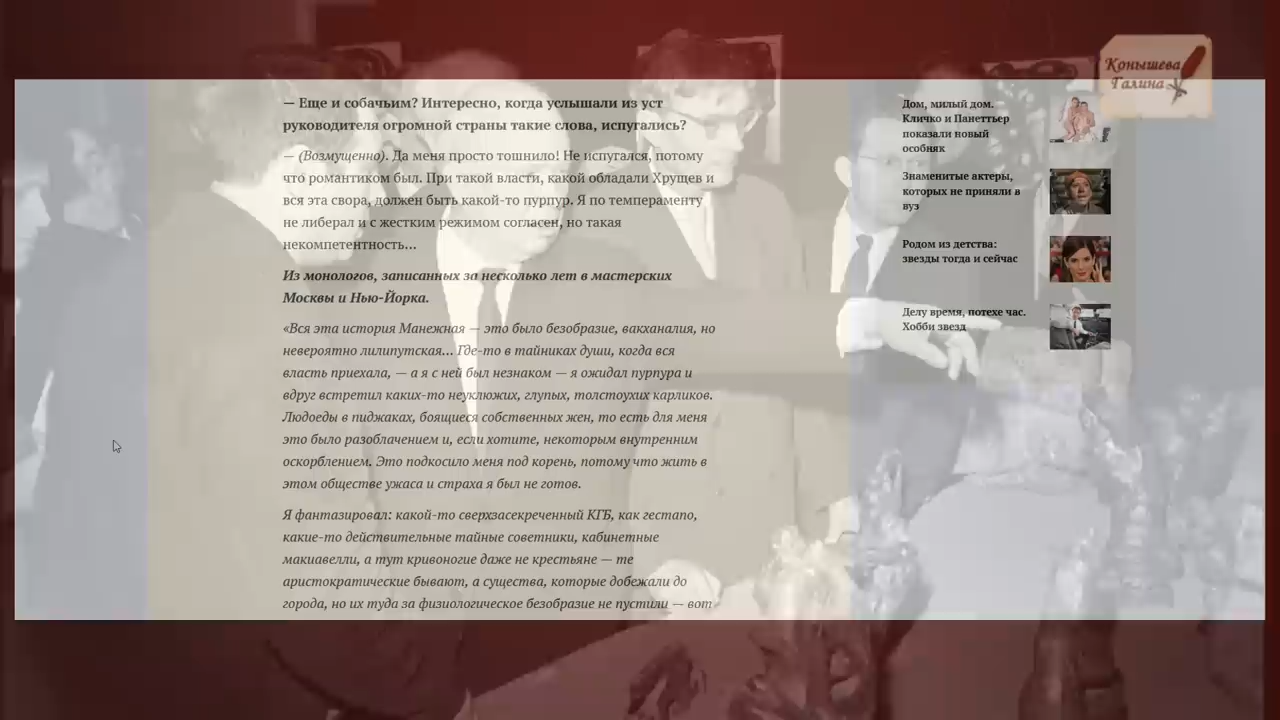 Конышева
Галина
— Еще и собачьим? Интересно, когда услышали из уст
руководителя огромной страны такие слова, испугались?
— (Возмущенно). Да меня просто тошнило! Не испугался, потому
что романтиком был. При такой власти, какой обладали Хрущев и
вся эта свора, должен быть какой-то пурпур. Я по темпераменту
не либерал и с жестким режимом согласен, но такая
некомпетентность...
Из монологов, записанных за несколько лет в мастерских
Москвы и Нью-Йорка.
«Вся эта история Манежная — это было безобразие, вакханалия, но
невероятно лилипутская... Где-то в тайниках души, когда вся
власть приехала, — а я с ней был незнаком — я ожидал пурпура и
вдруг встретил каких-то неуклюжих, глупых, толстоухих карликов.
Людоеды в пиджаках, боящиеся собственных жен, то есть для меня
это было разоблачением и, если хотите, некоторым внутренним
оскорблением. Это подкосило меня под корень, потому что жить в
этом обществе ужаса и страха я был не готов.
Я фантазировал: какой-то сверхзасекреченный КГБ, как гестапо,
какие-то действительные тайные советники, кабинетные
макиавелли, а тут кривоногие даже не крестьяне — те
аристократические бывают, а существа, которые добежали до
города, но их туда за физиологическое безобразие не пустили — вот
Дом, милый дом.
Кличко и Панеттьер
показали новый
особняк
Знаменитые актеры,
которых не приняли в
вуз
Родом из детства:
звезды тогда и сейчас
Делу время, потехе час.
Хобби звезд